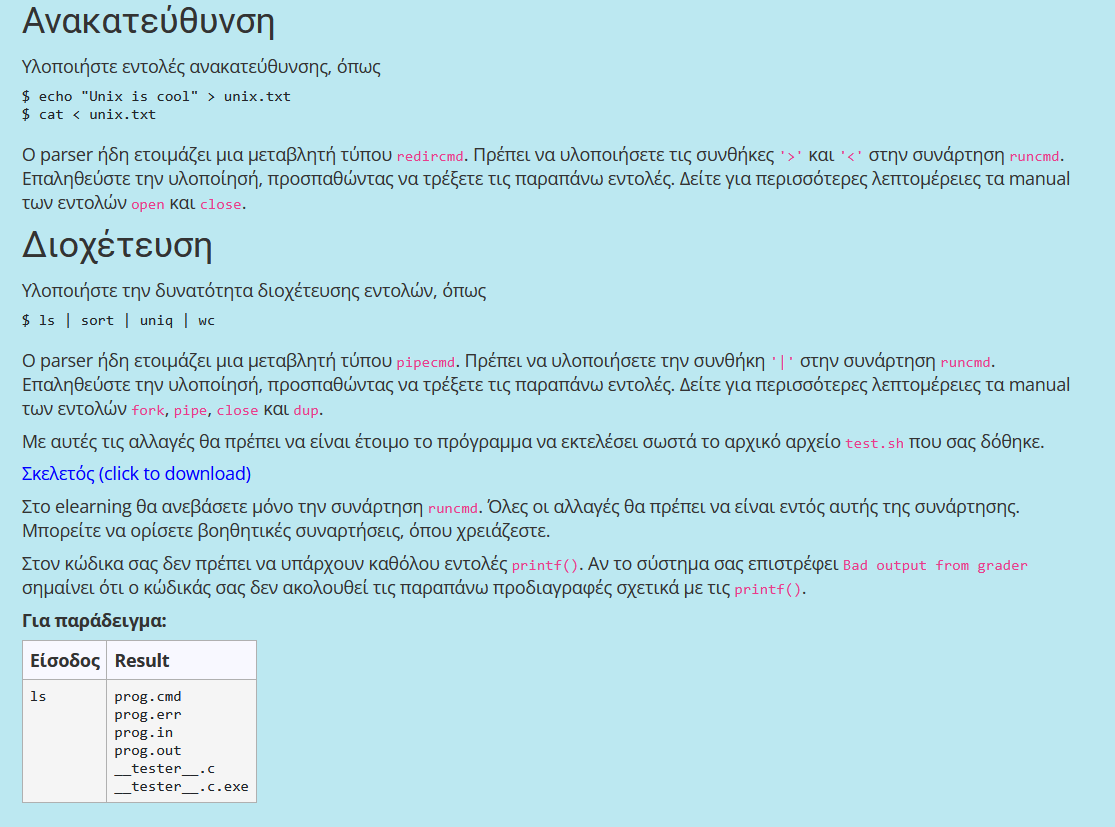 Ανακατεύθυνση
Υλοποιήστε εντολές ανακατεύθυνσης, όπως
$ echo "Unix is cool" > unix.txt
$ cat < unix.txt
Ο parser ήδη ετοιμάζει μια μεταβλητή τύπου redircmd. Πρέπει να υλοποιήσετε τις συνθήκες '>' και '<' στην συνάρτηση runcmd.
Επαληθεύστε την υλοποίησή, προσπαθώντας να τρέξετε τις παραπάνω εντολές. Δείτε για περισσότερες λεπτομέρειες τα manual
των εντολών open και close.
Διοχέτευση
Υλοποιήστε την δυνατότητα διοχέτευσης εντολών, όπως
$ ls | sort | uniq | wc
Ο parser ήδη ετοιμάζει μια μεταβλητή τύπου pipecmd. Πρέπει να υλοποιήσετε την συνθήκη '|' στην συνάρτηση runcmd.
Επαληθεύστε την υλοποίησή, προσπαθώντας να τρέξετε τις παραπάνω εντολές. Δείτε για περισσότερες λεπτομέρειες τα manual
των εντολών fork, pipe, close και dup.
Με αυτές τις αλλαγές θα πρέπει να είναι έτοιμο το πρόγραμμα να εκτελέσει σωστά το αρχικό αρχείο test.sh που σας δόθηκε.
Σκελετός (click to download)
Στο elearning θα ανεβάσετε μόνο την συνάρτηση runcmd. Όλες οι αλλαγές θα πρέπει να είναι εντός αυτής της συνάρτησης.
Μπορείτε να ορίσετε βοηθητικές συναρτήσεις, όπου χρειάζεστε.
Στον κώδικα σας δεν πρέπει να υπάρχουν καθόλου εντολές printf(). Αν το σύστημα σας επιστρέφει Bad output from grader
σημαίνει ότι ο κώδικάς σας δεν ακολουθεί τις παραπάνω προδιαγραφές σχετικά με τις printf().
Για παράδειγμα:
Είσοδος Result
ls prog.cmd
prog.err
prog.in
prog.out
__tester__.c
__tester__.c.exe